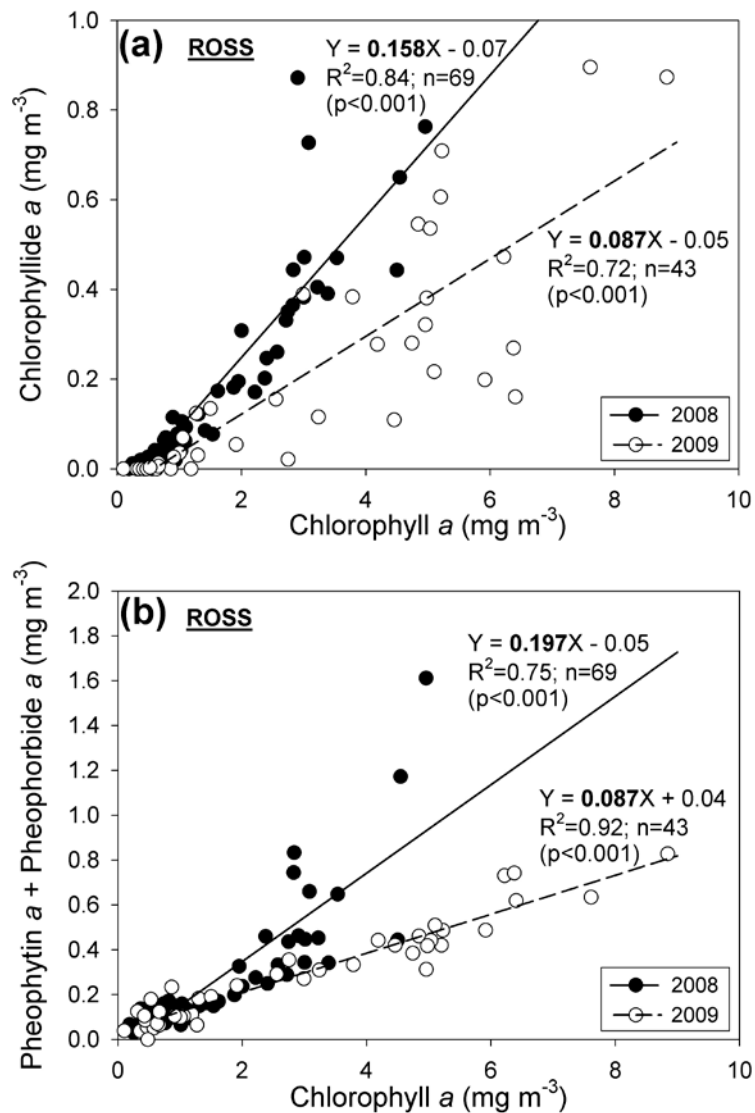 (a) ROSS
Y = 0.158X - 0.07
R²=0.84; n=69
(p<0.001)
Y = 0.087X - 0.05
R²=0.72; n=43
(p<0.001)
2008
2009
1.0
0.8
0.6
0.4
0.2
0.0
Chlorophyllide a (mg m⁻³)
0 2 4 6 8 10
Chlorophyll a (mg m⁻³)
(b) ROSS
Y = 0.197X - 0.05
R²=0.75; n=69
(p<0.001)
Y = 0.087X + 0.04
R²=0.92; n=43
(p<0.001)
2008
2009
2.0
1.8
1.6
1.4
1.2
1.0
0.8
0.6
0.4
0.2
0.0
Pheophytin a + Pheophorbide a (mg m⁻³)
0 2 4 6 8 10
Chlorophyll a (mg m⁻³)